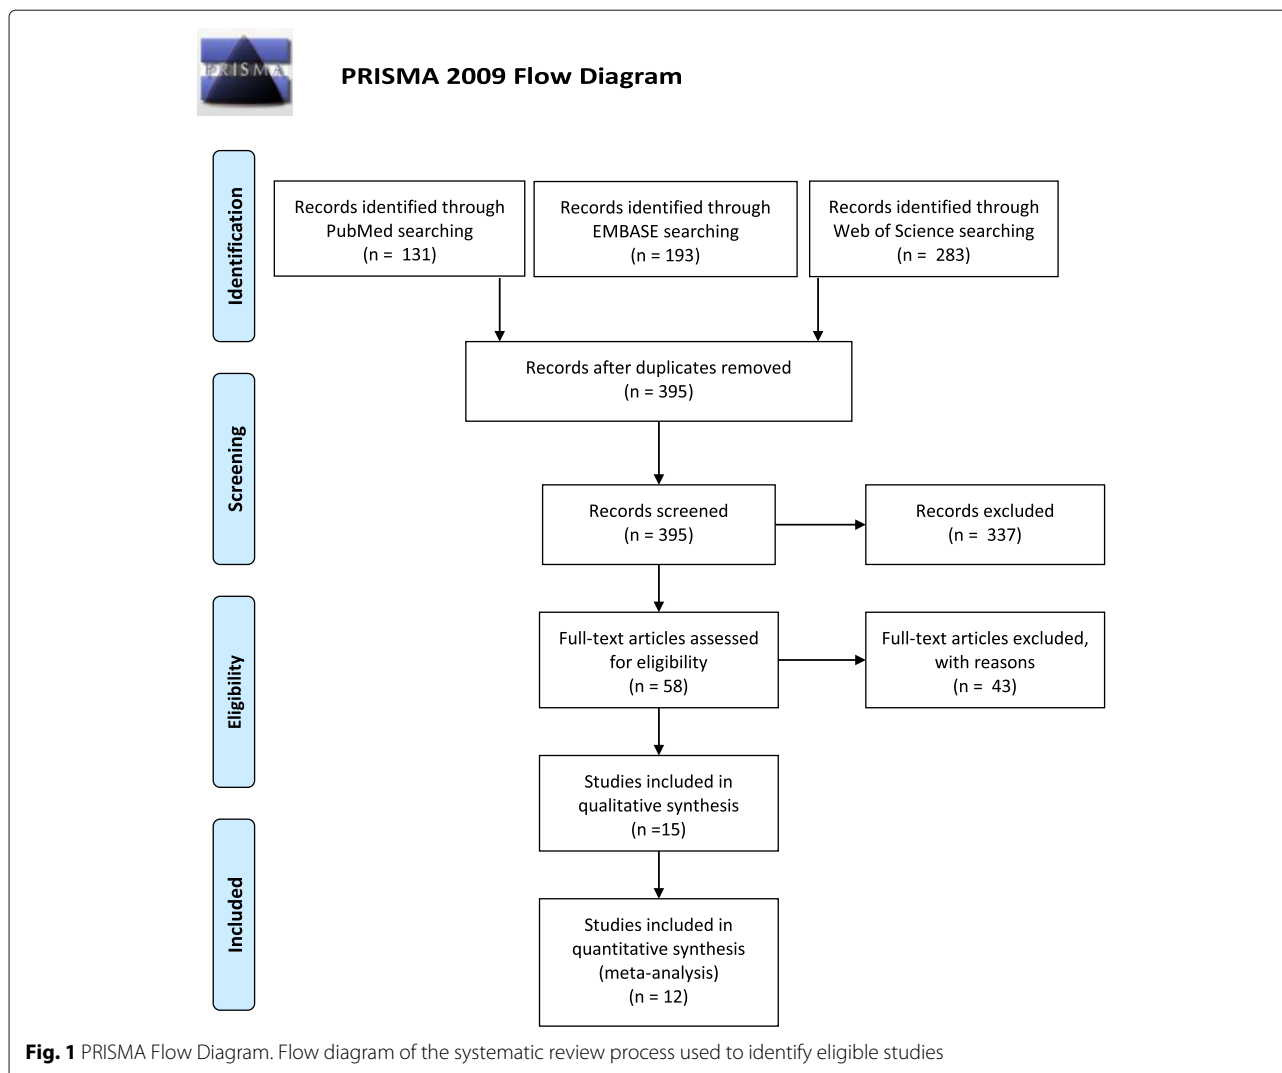 PRISMA
PRISMA 2009 Flow Diagram
Identification
Records identified through
PubMed searching
(n = 131)
Records identified through
EMBASE searching
(n = 193)
Records identified through
Web of Science searching
(n = 283)
Records after duplicates removed
(n = 395)
Screening
Records screened
(n = 395)
Records excluded
(n = 337)
Eligibility
Full-text articles assessed
for eligibility
(n = 58)
Full-text articles excluded,
with reasons
(n = 43)
Studies included in
qualitative synthesis
(n =15)
Included
Studies included in
quantitative synthesis
(meta-analysis)
(n = 12)
Fig. 1 PRISMA Flow Diagram. Flow diagram of the systematic review process used to identify eligible studies